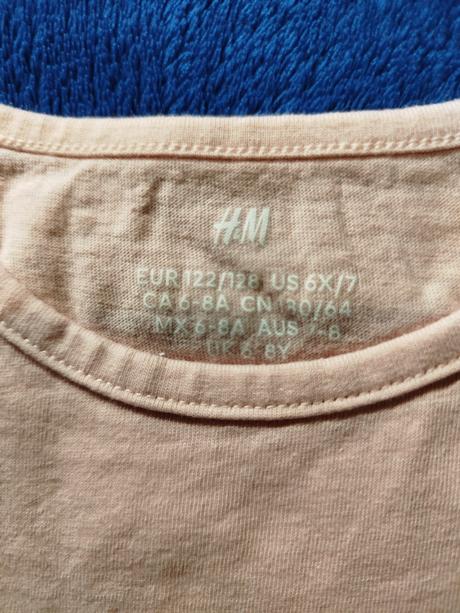 H&M
EUR 122/128 US 6X/7
CA 6-8A CN 130/64
MX 6-8A AUS 7-8
6-8Y